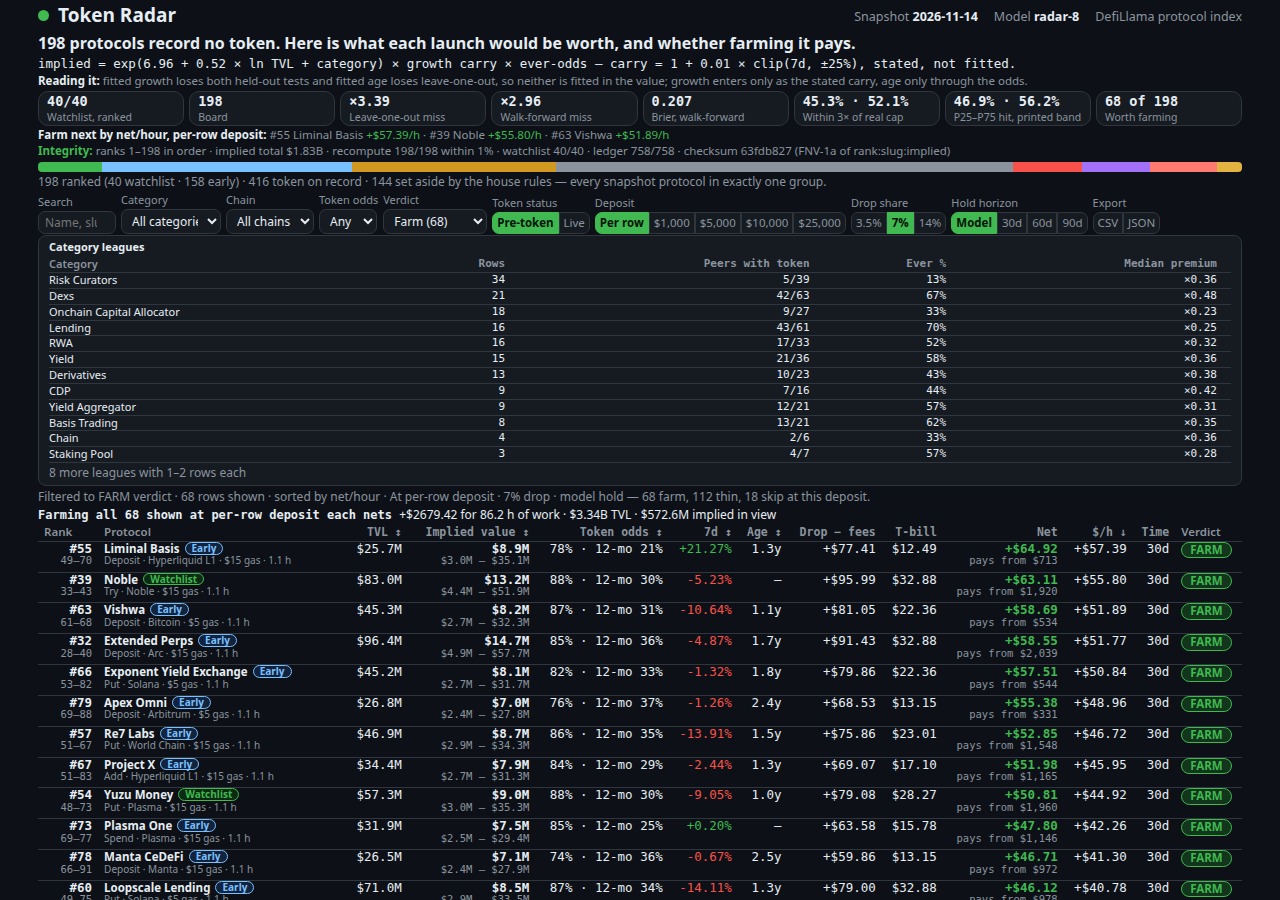 Token Radar
Snapshot 2026-11-14 Model radar-8 DefiLlama protocol index
198 protocols record no token. Here is what each launch would be worth, and whether farming it pays.
implied = exp(6.96 + 0.52 × ln TVL + category) × growth carry × ever-odds — carry = 1 + 0.01 × clip(7d, ±25%), stated, not fitted.
Reading it: fitted growth loses both held-out tests and fitted age loses leave-one-out, so neither is fitted in the value; growth enters only as the stated carry, age only through the odds.
40/40 198 ×3.39 ×2.96 0.207 45.3% · 52.1% 46.9% · 56.2% 68 of 198
Watchlist, ranked Board Leave-one-out miss Walk-forward miss Brier, walk-forward Within 3× of real cap P25–P75 hit, printed band Worth farming
Farm next by net/hour, per-row deposit: #55 Liminal Basis +$57.39/h · #39 Noble +$55.80/h · #63 Vishwa +$51.89/h
Integrity: ranks 1–198 in order · implied total $1.83B · recompute 198/198 within 1% · watchlist 40/40 · ledger 758/758 · checksum 63fdb827 (FNV-1a of rank:slug:implied)
198 ranked (40 watchlist · 158 early) · 416 token on record · 144 set aside by the house rules — every snapshot protocol in exactly one group.
Search Category Chain Token odds Verdict Token status Deposit Drop share Hold horizon Export
Name, slu All categorie All chains Any Farm (68) Pre-token Live Per row $1,000 $5,000 $10,000 $25,000 3.5% 7% 14% Model 30d 60d 90d CSV JSON
Category leagues
Category Rows Peers with token Ever % Median premium
Risk Curators 34 5/39 13% ×0.36
Dexs 21 42/63 67% ×0.48
Onchain Capital Allocator 18 9/27 33% ×0.23
Lending 16 43/61 70% ×0.25
RWA 16 17/33 52% ×0.32
Yield 15 21/36 58% ×0.36
Derivatives 13 10/23 43% ×0.38
CDP 9 7/16 44% ×0.42
Yield Aggregator 9 12/21 57% ×0.31
Basis Trading 8 13/21 62% ×0.35
Chain 4 2/6 33% ×0.36
Staking Pool 3 4/7 57% ×0.28
8 more leagues with 1–2 rows each
Filtered to FARM verdict · 68 rows shown · sorted by net/hour · At per-row deposit · 7% drop · model hold — 68 farm, 112 thin, 18 skip at this deposit.
Farming all 68 shown at per-row deposit each nets +$2679.42 for 86.2 h of work · $3.34B TVL · $572.6M implied in view
Rank Protocol TVL ↕ Implied value ↕ Token odds ↕ 7d ↕ Age ↕ Drop − fees T-bill Net $/h ↓ Time Verdict
#55 Liminal Basis Early $25.7M $8.9M 78% · 12-mo 21% +21.27% 1.3y +$77.41 $12.49 +$64.92 +$57.39 30d FARM
49–70 Deposit · Hyperliquid L1 · $15 gas · 1.1 h $3.0M — $35.1M pays from $713
#39 Noble Watchlist $83.0M $13.2M 88% · 12-mo 30% -5.23% — +$95.99 $32.88 +$63.11 +$55.80 30d FARM
33–43 Try · Noble · $15 gas · 1.1 h $4.4M — $51.9M pays from $1,920
#63 Vishwa Early $45.3M $8.2M 87% · 12-mo 31% -10.64% 1.1y +$81.05 $22.36 +$58.69 +$51.89 30d FARM
61–68 Deposit · Bitcoin · $15 gas · 1.1 h $2.7M — $32.3M pays from $534
#32 Extended Perps Early $96.4M $14.7M 85% · 12-mo 36% -4.87% 1.7y +$91.43 $32.88 +$58.55 +$51.77 30d FARM
28–40 Deposit · Arc · $15 gas · 1.1 h $4.9M — $57.7M pays from $2,039
#66 Exponent Yield Exchange Early $45.2M $8.1M 82% · 12-mo 33% -1.32% 1.8y +$79.86 $22.36 +$57.51 +$50.84 30d FARM
53–82 Put · Solana · $5 gas · 1.1 h $2.7M — $31.7M pays from $544
#79 Apex Omni Early $26.8M $7.0M 76% · 12-mo 37% -1.26% 2.4y +$68.53 $13.15 +$55.38 +$48.96 30d FARM
69–88 Deposit · Arbitrum · $5 gas · 1.1 h $2.4M — $27.8M pays from $331
#57 Re7 Labs Early $46.9M $8.7M 86% · 12-mo 35% -13.91% 1.5y +$75.86 $23.01 +$52.85 +$46.72 30d FARM
51–67 Put · World Chain · $15 gas · 1.1 h $2.9M — $34.3M pays from $1,548
#67 Project X Early $34.4M $7.9M 84% · 12-mo 29% -2.44% 1.3y +$69.07 $17.10 +$51.98 +$45.95 30d FARM
51–83 Add · Hyperliquid L1 · $15 gas · 1.1 h $2.7M — $31.3M pays from $1,165
#54 Yuzu Money Watchlist $57.3M $9.0M 88% · 12-mo 30% -9.05% 1.0y +$79.08 $28.27 +$50.81 +$44.92 30d FARM
48–73 Put · Plasma · $15 gas · 1.1 h $3.0M — $35.3M pays from $1,960
#73 Plasma One Early $31.9M $7.5M 85% · 12-mo 25% +0.20% — +$63.58 $15.78 +$47.80 +$42.26 30d FARM
69–77 Spend · Plasma · $15 gas · 1.1 h $2.5M — $29.4M pays from $1,146
#78 Manta CeDeFi Early $26.5M $7.1M 74% · 12-mo 36% -0.67% 2.5y +$59.86 $13.15 +$46.71 +$41.30 30d FARM
66–91 Deposit · Manta · $15 gas · 1.1 h $2.4M — $27.9M pays from $972
#60 Loopscale Lending Early $71.0M $8.5M 87% · 12-mo 34% -14.11% 1.3y +$79.00 $32.88 +$46.12 +$40.78 30d FARM
49–75 Put · Solana · $15 gas · 1.1 h $2.9M — $33.5M pays from $978